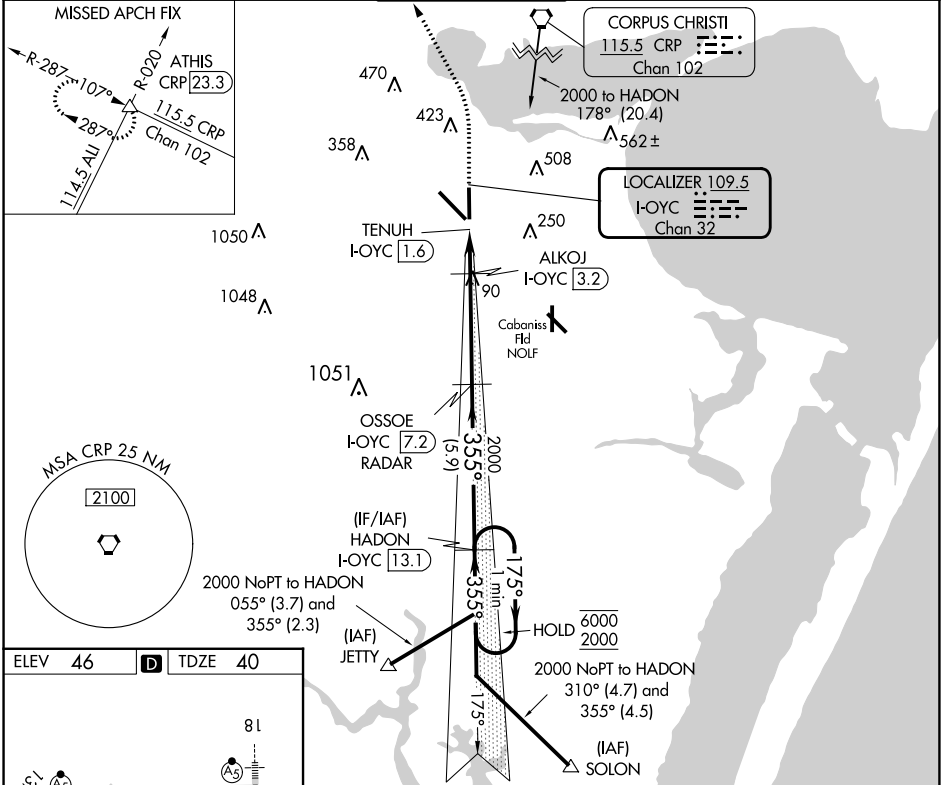 MISSED APCH FIX
R-287
107°
R-020
ATHIS
CRP 23.3
287°
115.5 CRP
Chan 102
114.5 ALI
CORPUS CHRISTI
115.5 CRP
Chan 102
2000 to HADON
178° (20.4)
470
423
358
562 ±
508
LOCALIZER 109.5
I-OYC
Chan 32
1050
TENUH
I-OYC 1.6
250
ALKOJ
I-OYC 3.2
1048
90
Cabaniss
Fld
NOLF
1051
OSSOE
I-OYC 7.2
RADAR
355°
(5.9)
2000
MSA CRP 25 NM
2100
(IF/IAF)
HADON
I-OYC 13.1
175°
1 min
355°
2000 NoPT to HADON
055° (3.7) and
355° (2.3)
HOLD 6000
2000
(IAF)
JETTY
2000 NoPT to HADON
310° (4.7) and
355° (4.5)
175°
(IAF)
SOLON
ELEV 46 D TDZE 40
18
A5
13
A5